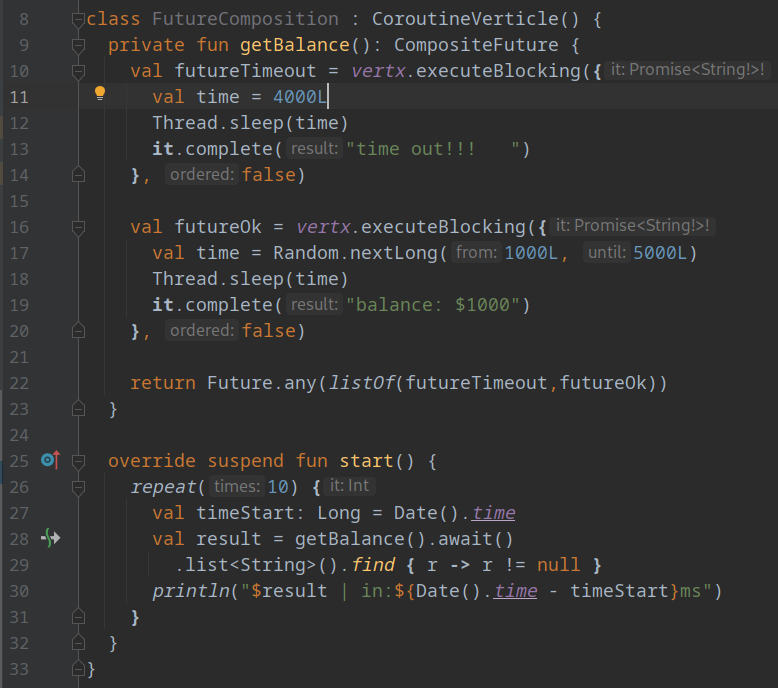 8 class FutureComposition : CoroutineVerticle() {
9   private fun getBalance(): CompositeFuture {
10     val futureTimeout = vertx.executeBlocking({ it: Promise<String!>!
11       val time = 4000L
12       Thread.sleep(time)
13       it.complete( result: "time out!!!   ")
14     }, ordered: false)
15
16     val futureOk = vertx.executeBlocking({ it: Promise<String!>!
17       val time = Random.nextLong( from: 1000L, until: 5000L)
18       Thread.sleep(time)
19       it.complete( result: "balance: $1000")
20     }, ordered: false)
21
22     return Future.any(listOf(futureTimeout,futureOk))
23   }
24
25   override suspend fun start() {
26     repeat( times: 10) { it: Int
27       val timeStart: Long = Date().time
28       val result = getBalance().await()
29         .list<String>().find { r -> r != null }
30       println("$result | in:${Date().time - timeStart}ms")
31     }
32   }
33 }